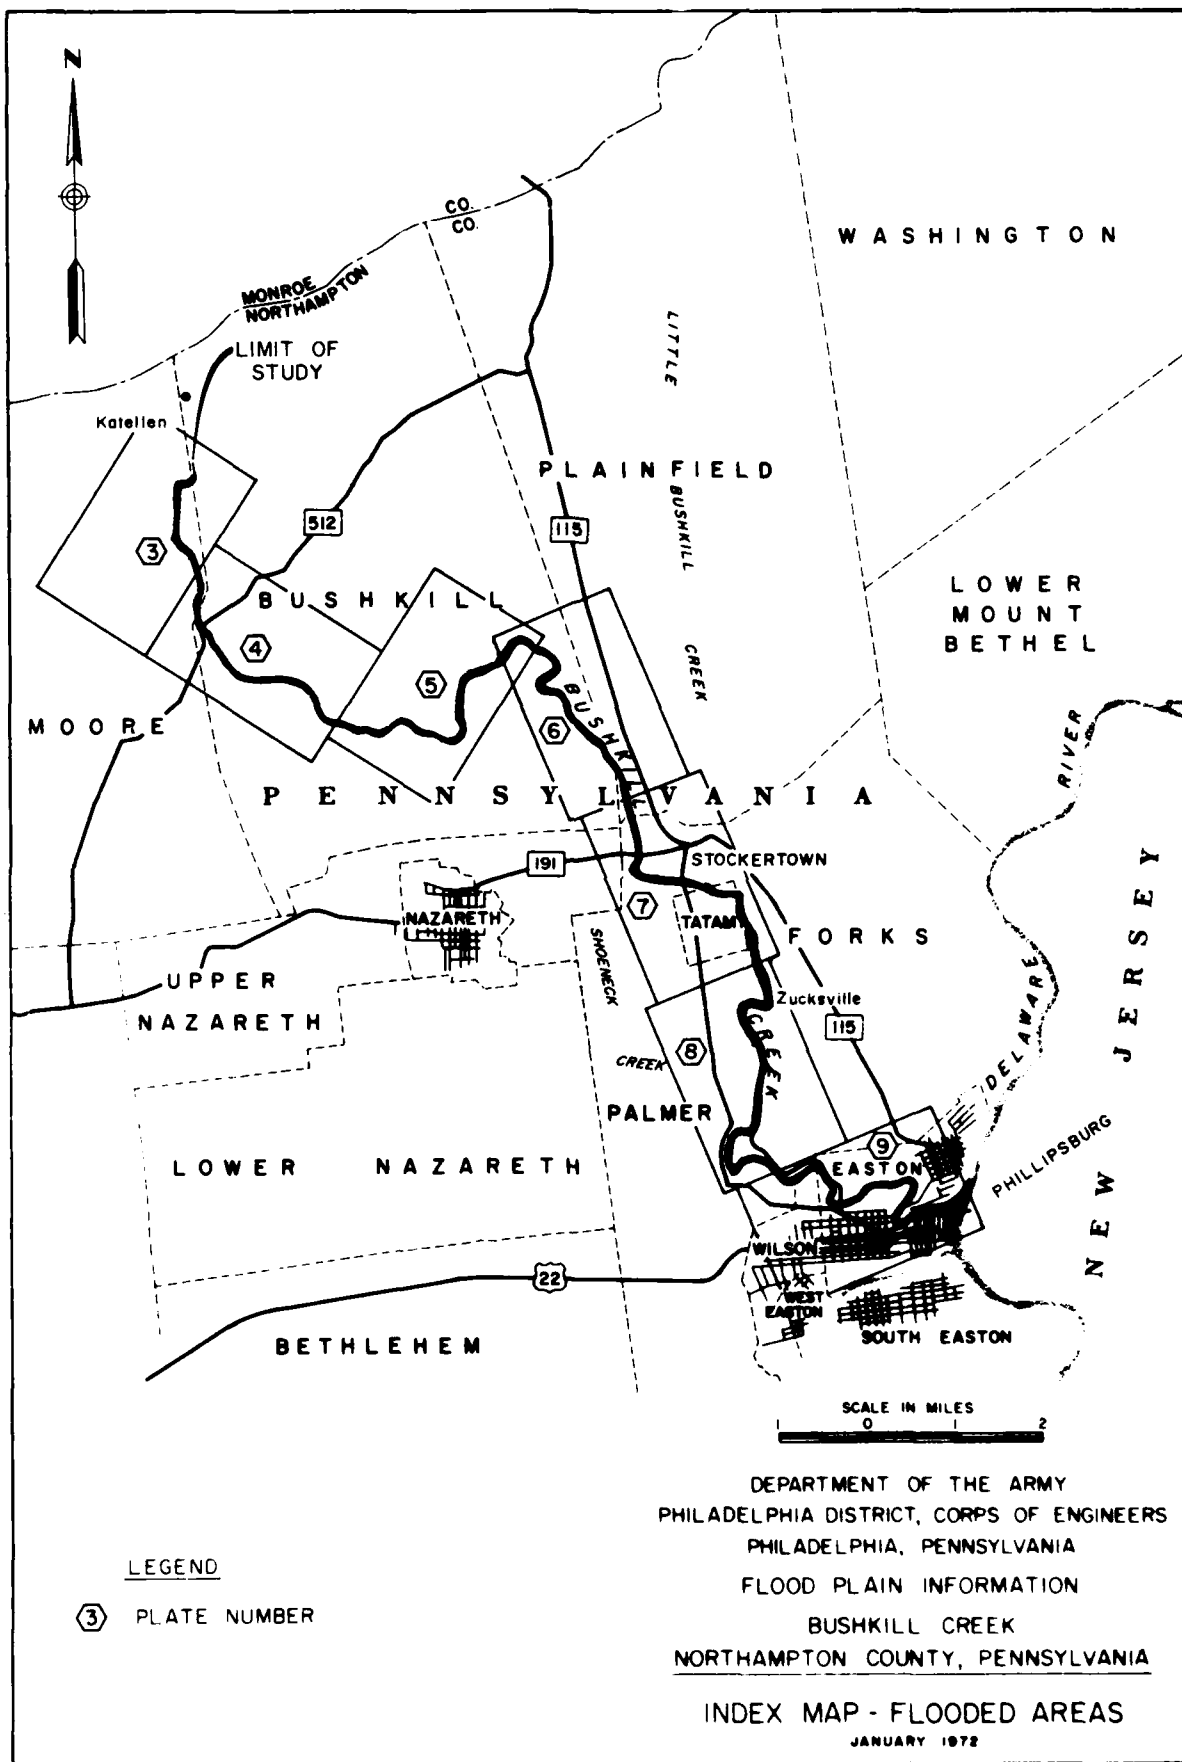 N
CO.
CO.
WASHINGTON
MONROE
NORTHAMPTON
LIMIT OF
STUDY
LITTLE
Katellen
PLAINFIELD
BUSHKILL
512
115
3
LOWER
MOUNT
BETHEL
BUSHKILL
4
CREEK
5
BUSHKILL
6
MOORE
RIVER
PENNSYLVANIA
STOCKERTOWN
191
NEW JERSEY
7
NAZARETH
TATAMY
FORKS
SHOENECK
UPPER
NAZARETH
Zucksville
DELAWARE
115
CREEK
8
CREEK
PALMER
PHILLIPSBURG
9
LOWER NAZARETH
EASTON
WILSON
22
WEST
EASTON
BETHLEHEM
SOUTH EASTON
SCALE IN MILES
1 0 1 2
DEPARTMENT OF THE ARMY
PHILADELPHIA DISTRICT, CORPS OF ENGINEERS
PHILADELPHIA, PENNSYLVANIA
FLOOD PLAIN INFORMATION
BUSHKILL CREEK
NORTHAMPTON COUNTY, PENNSYLVANIA
INDEX MAP - FLOODED AREAS
JANUARY 1972
LEGEND
3 PLATE NUMBER